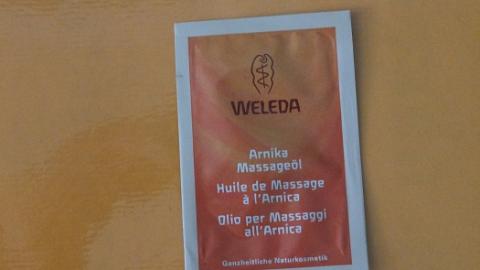 WELEDA
Arnika
Massageöl
Huile de Massage
à l'Arnica
Olio per Massaggi
all'Arnica
Ganzheitliche Naturkosmetik